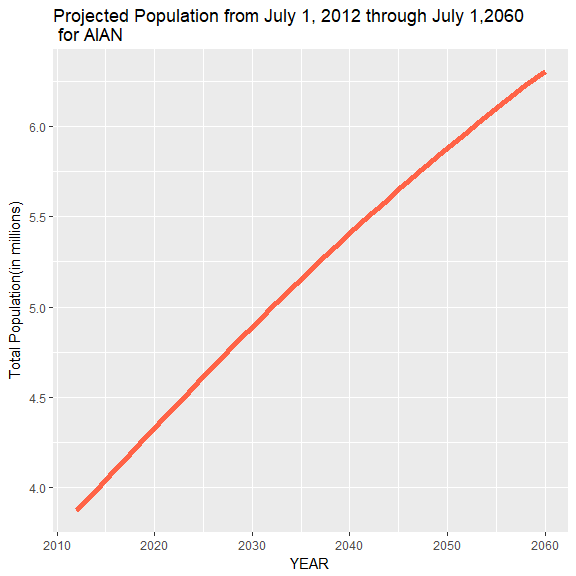 Projected Population from July 1, 2012 through July 1,2060
for AIAN
Total Population(in millions)
6.0
5.5
5.0
4.5
4.0
2010 2020 2030 2040 2050 2060
YEAR